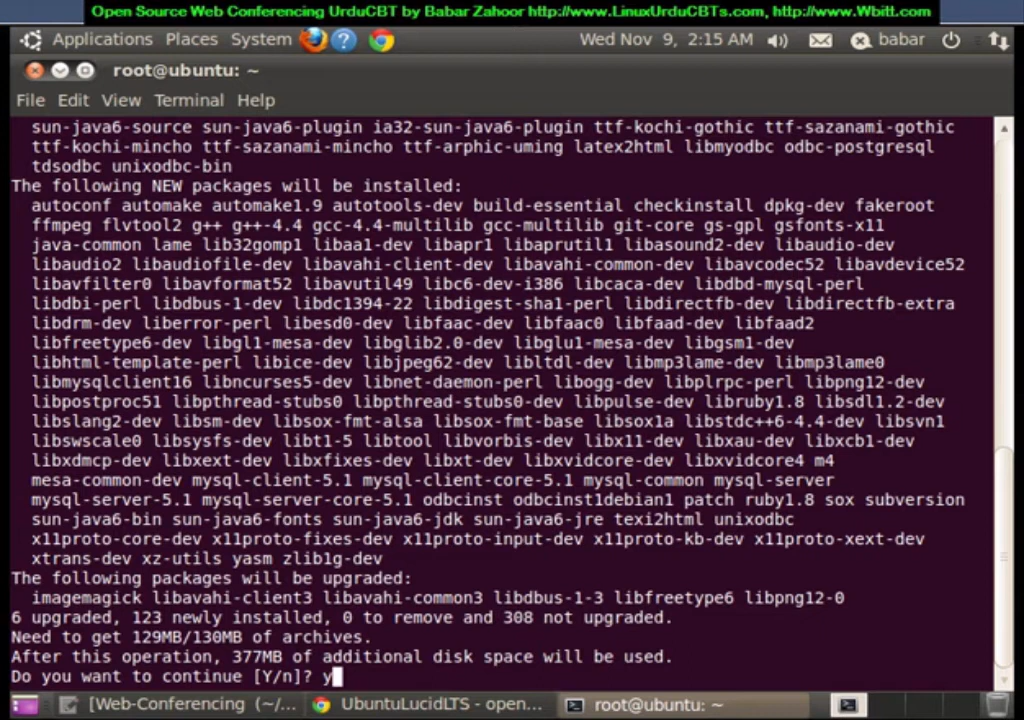 Open Source Web Conferencing UrduCBT by Babar Zahoor http://www.LinuxUrduCBTs.com, http://www.Wbitt.com
Applications Places System Wed Nov 9, 2:15 AM babar
root@ubuntu: ~
File Edit View Terminal Help
sun-java6-source sun-java6-plugin ia32-sun-java6-plugin ttf-kochi-gothic ttf-sazanami-gothic
ttf-kochi-mincho ttf-sazanami-mincho ttf-arphic-uming latex2html libmyodbc odbc-postgresql
tdsodbc unixodbc-bin
The following NEW packages will be installed:
autoconf automake automake1.9 autotools-dev build-essential checkinstall dpkg-dev fakeroot
ffmpeg flvtool2 g++ g++-4.4 gcc-4.4-multilib gcc-multilib git-core gs-gpl gsfonts-x11
java-common lame lib32gomp1 libaa1-dev libapr1 libaprutil1 libasound2-dev libaudio-dev
libaudio2 libaudiofile-dev libavahi-client-dev libavahi-common-dev libavcodec52 libavdevice52
libavfilter0 libavformat52 libavutil49 libc6-dev-i386 libcaca-dev libdbd-mysql-perl
libdbi-perl libdbus-1-dev libdc1394-22 libdigest-sha1-perl libdirectfb-dev libdirectfb-extra
libdrm-dev liberror-perl libesd0-dev libfaac-dev libfaac0 libfaad-dev libfaad2
libfreetype6-dev libgl1-mesa-dev libglib2.0-dev libglu1-mesa-dev libgsm1-dev
libhtml-template-perl libice-dev libjpeg62-dev libltdl-dev libmp3lame-dev libmp3lame0
libmysqlclient16 libncurses5-dev libnet-daemon-perl libogg-dev libplrpc-perl libpng12-dev
libpostproc51 libpthread-stubs0 libpthread-stubs0-dev libpulse-dev libruby1.8 libsdl1.2-dev
libslang2-dev libsm-dev libsox-fmt-alsa libsox-fmt-base libsox1a libstdc++6-4.4-dev libsvn1
libswscale0 libsysfs-dev libt1-5 libtool libvorbis-dev libx11-dev libxau-dev libxcb1-dev
libxdmcp-dev libxext-dev libxfixes-dev libxt-dev libxvidcore-dev libxvidcore4 m4
mesa-common-dev mysql-client-5.1 mysql-client-core-5.1 mysql-common mysql-server
mysql-server-5.1 mysql-server-core-5.1 odbcinst odbcinst1debian1 patch ruby1.8 sox subversion
sun-java6-bin sun-java6-fonts sun-java6-jdk sun-java6-jre texi2html unixodbc
x11proto-core-dev x11proto-fixes-dev x11proto-input-dev x11proto-kb-dev x11proto-xext-dev
xtrans-dev xz-utils yasm zlib1g-dev
The following packages will be upgraded:
imagemagick libavahi-client3 libavahi-common3 libdbus-1-3 libfreetype6 libpng12-0
6 upgraded, 123 newly installed, 0 to remove and 308 not upgraded.
Need to get 129MB/130MB of archives.
After this operation, 377MB of additional disk space will be used.
Do you want to continue [Y/n]? y
[Web-Conferencing (~/... UbuntuLucidLTS - open... root@ubuntu: ~